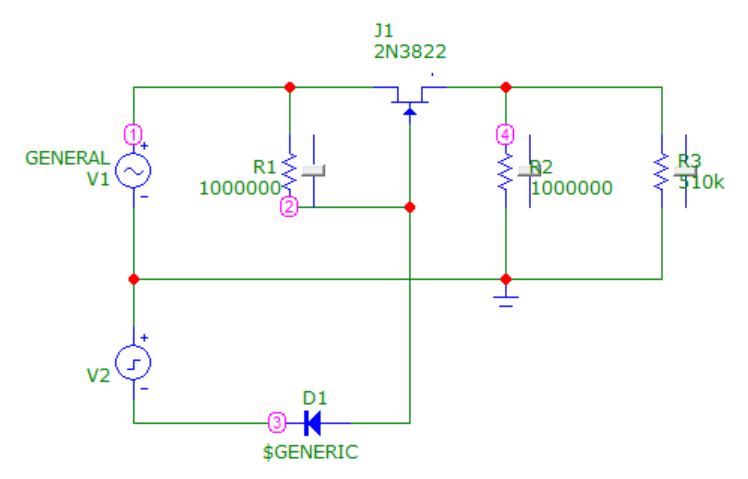 J1
2N3822
1
+
GENERAL
V1
-
R1
1000000
2
4
R2
1000000
R3
510k
+
V2
-
D1
3
$GENERIC